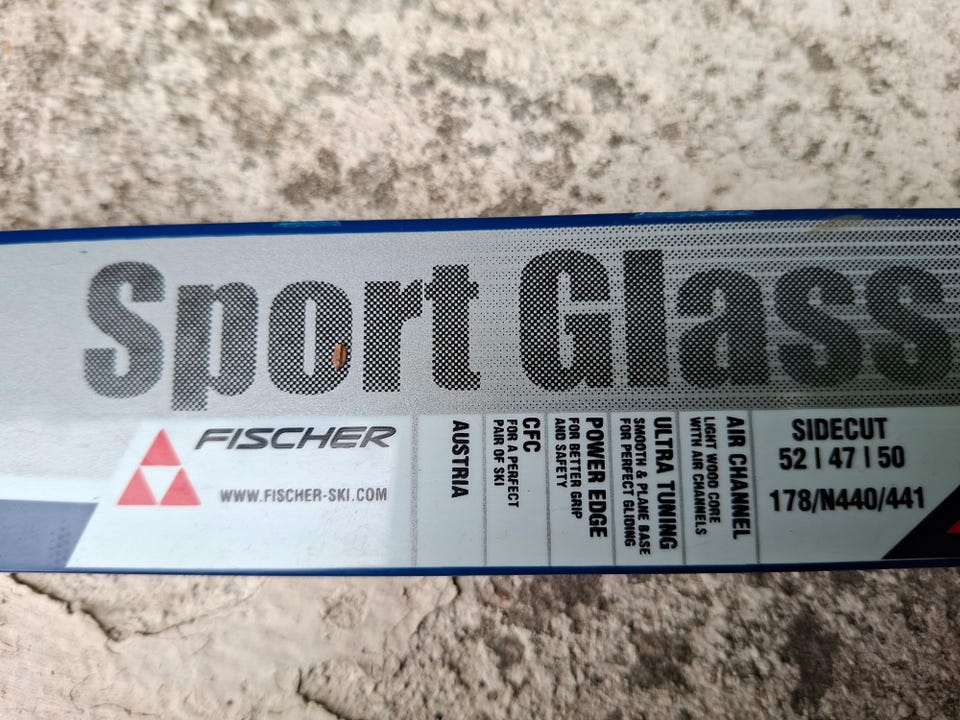 Sport Glass
FISCHER
WWW.FISCHER-SKI.COM
AUSTRIA
CFC
FOR A PERFECT
PAIR OF SKI
POWER EDGE
FOR BETTER GRIP
AND SAFETY
ULTRA TUNING
SMOOTH & PLANE BASE
FOR PERFECT GLIDING
AIR CHANNEL
LIGHT WOOD CORE
WITH AIR CHANNELS
SIDECUT
52 | 47 | 50
178/N440/441